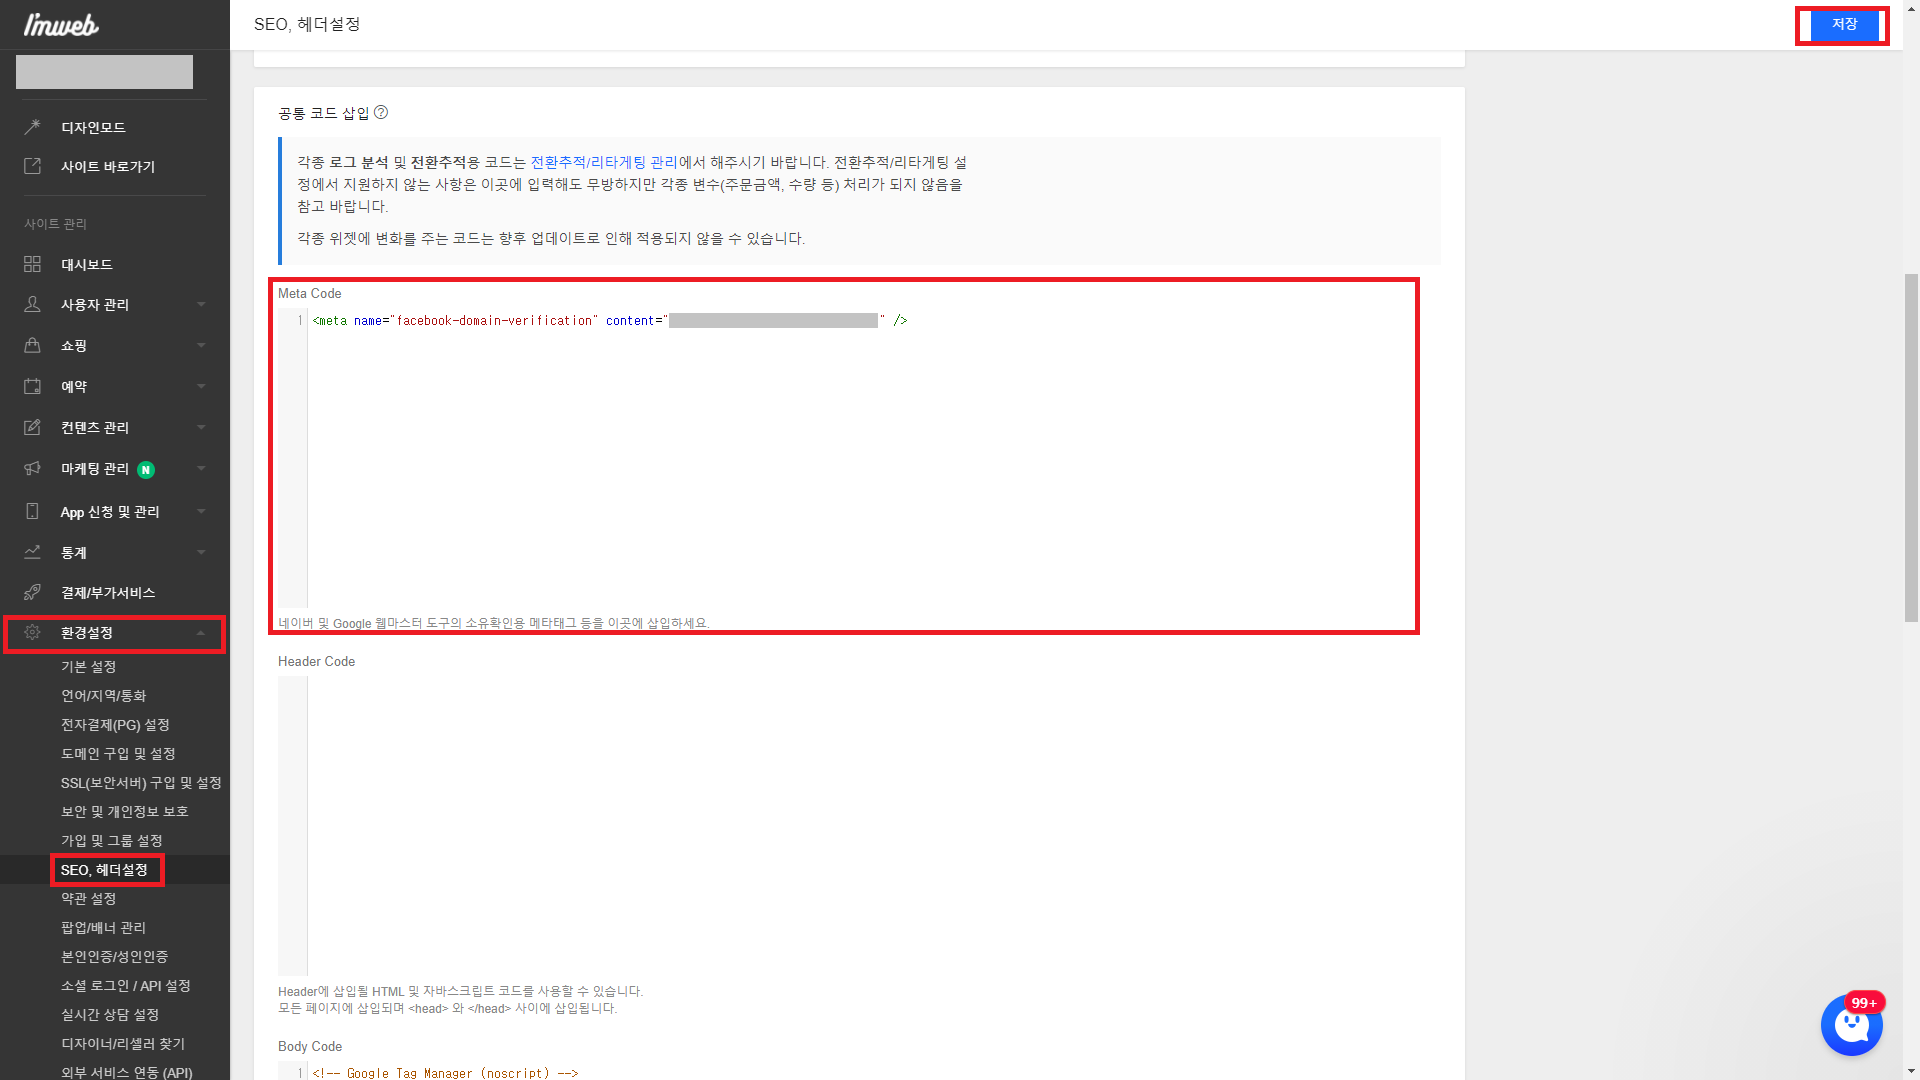 I'mweb
SEO, 헤더설정
저장
디자인모드
사이트 바로가기
사이트 관리
대시보드
사용자 관리
쇼핑
예약
컨텐츠 관리
마케팅 관리 N
App 신청 및 관리
통계
결제/부가서비스
환경설정
기본 설정
언어/지역/통화
전자결제(PG) 설정
도메인 구입 및 설정
SSL(보안서버) 구입 및 설정
보안 및 개인정보 보호
가입 및 그룹 설정
SEO, 헤더설정
약관 설정
팝업/배너 관리
본인인증/성인인증
소셜 로그인 / API 설정
실시간 상담 설정
디자이너/리셀러 찾기
외부 서비스 연동 (API)
공통 코드 삽입 ?
각종 로그 분석 및 전환추적용 코드는 전환추적/리타게팅 관리에서 해주시기 바랍니다. 전환추적/리타게팅 설
정에서 지원하지 않는 사항은 이곳에 입력해도 무방하지만 각종 변수(주문금액, 수량 등) 처리가 되지 않음을
참고 바랍니다.
각종 위젯에 변화를 주는 코드는 향후 업데이트로 인해 적용되지 않을 수 있습니다.
Meta Code
1 <meta name="facebook-domain-verification" content=" " />
네이버 및 Google 웹마스터 도구의 소유확인용 메타태그 등을 이곳에 삽입하세요.
Header Code
Header에 삽입될 HTML 및 자바스크립트 코드를 사용할 수 있습니다.
모든 페이지에 삽입되며 <head> 와 </head> 사이에 삽입됩니다.
Body Code
1 <!-- Google Tag Manager (noscript) -->
99+